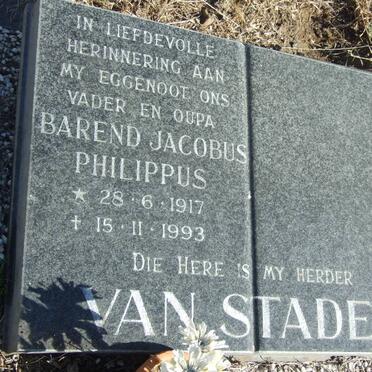 IN LIEFDEVOLLE
HERINNERING AAN
MY EGGENOOT ONS
VADER EN OUPA
BAREND JACOBUS
PHILIPPUS
★ 28·6·1917
✝ 15·11·1993
DIE HERE IS MY HERDER
VAN STADE